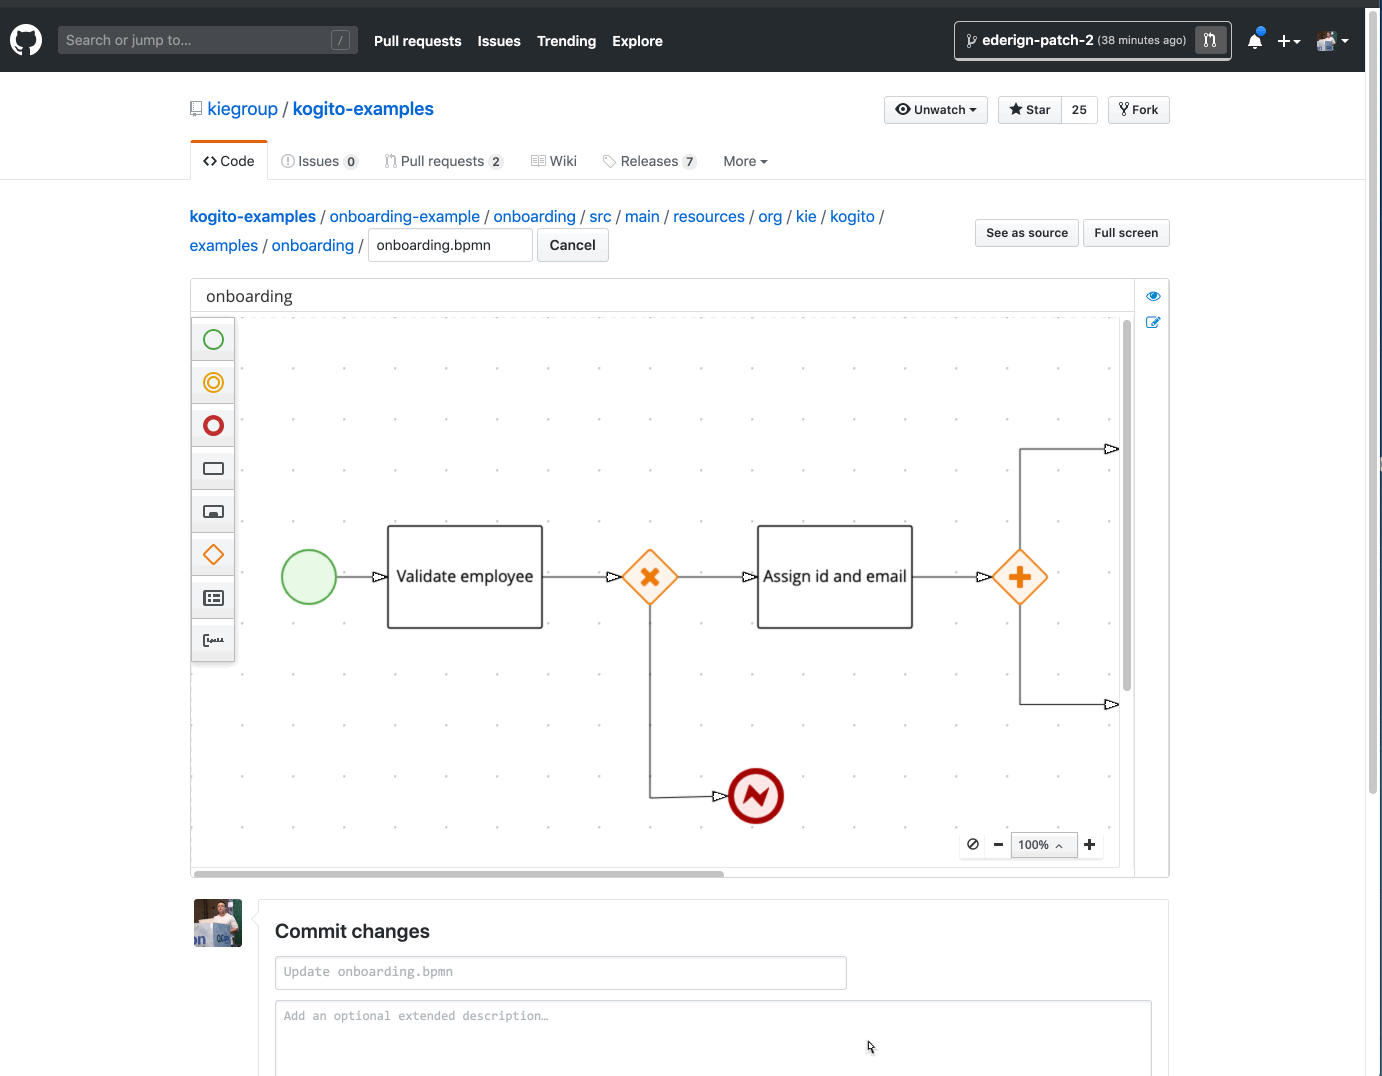 Search or jump to... / Pull requests Issues Trending Explore ederign-patch-2 (38 minutes ago)
kiegroup / kogito-examples Unwatch Star 25 Fork
Code Issues 0 Pull requests 2 Wiki Releases 7 More
kogito-examples / onboarding-example / onboarding / src / main / resources / org / kie / kogito /
examples / onboarding / onboarding.bpmn Cancel See as source Full screen
onboarding
Validate employee Assign id and email
100%
Commit changes
Update onboarding.bpmn
Add an optional extended description…